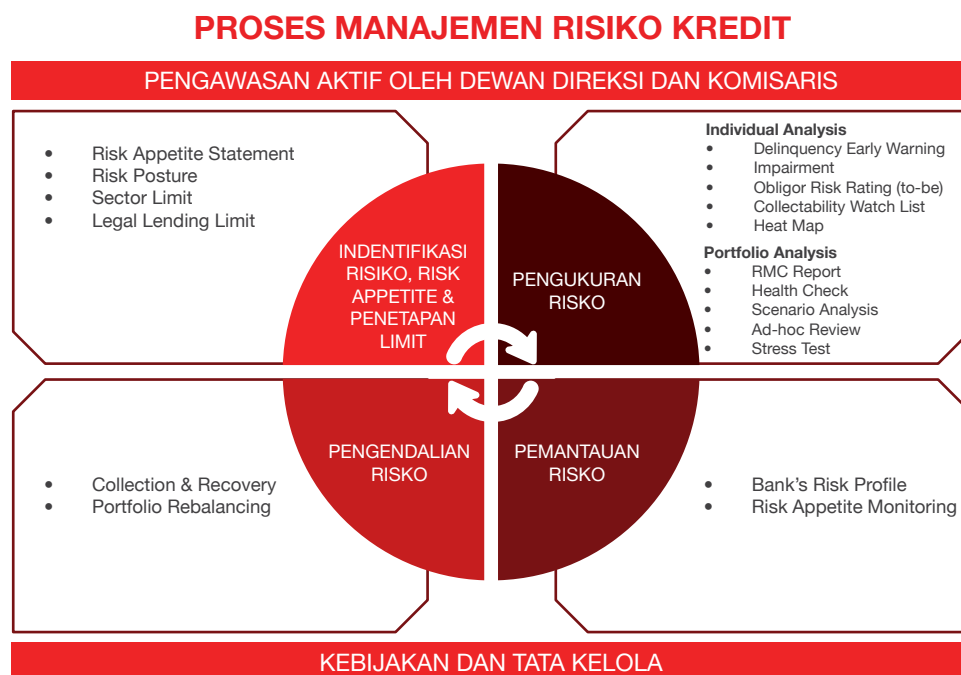 PROSES MANAJEMEN RISIKO KREDIT
PENGAWASAN AKTIF OLEH DEWAN DIREKSI DAN KOMISARIS
• Risk Appetite Statement
• Risk Posture
• Sector Limit
• Legal Lending Limit
INDENTIFIKASI
RISIKO, RISK
APPETITE &
PENETAPAN
LIMIT
PENGUKURAN
RISKO
Individual Analysis
• Delinquency Early Warning
• Impairment
• Obligor Risk Rating (to-be)
• Collectability Watch List
• Heat Map
Portfolio Analysis
• RMC Report
• Health Check
• Scenario Analysis
• Ad-hoc Review
• Stress Test
• Collection & Recovery
• Portfolio Rebalancing
PENGENDALIAN
RISKO
PEMANTAUAN
RISKO
• Bank's Risk Profile
• Risk Appetite Monitoring
KEBIJAKAN DAN TATA KELOLA